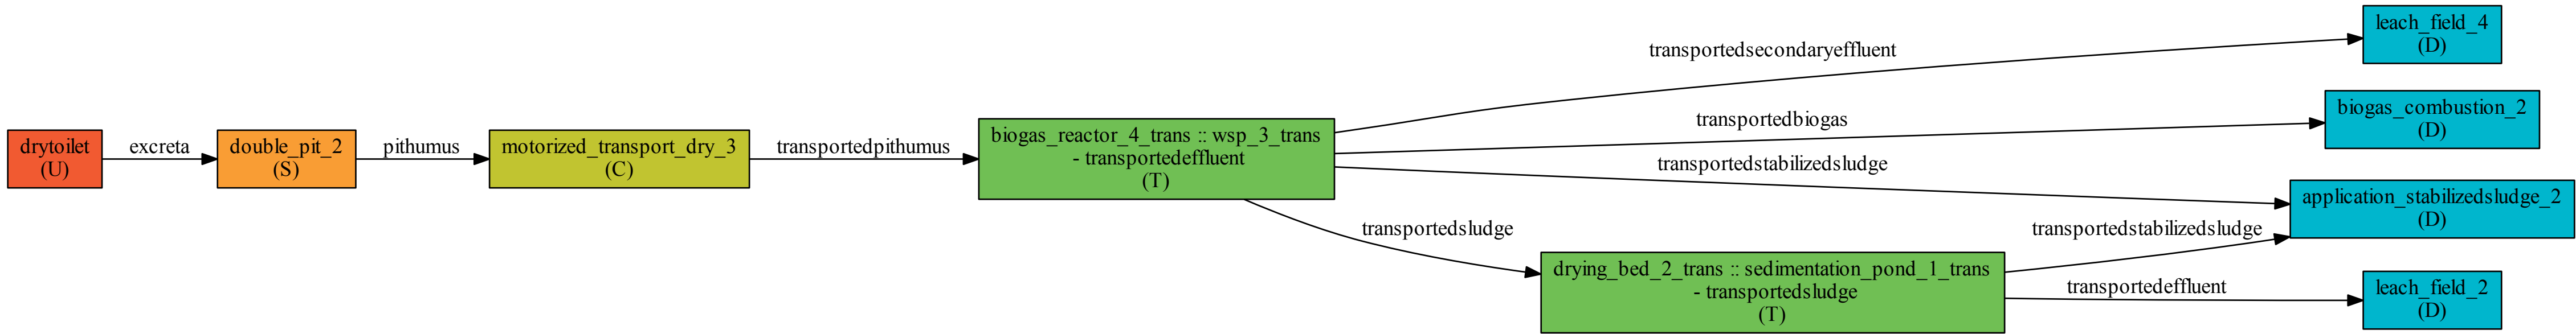 drytoilet
(U)
excreta
double_pit_2
(S)
pithumus
motorized_transport_dry_3
(C)
transportedpithumus
biogas_reactor_4_trans :: wsp_3_trans
- transportedeffluent
(T)
transportedsecondaryeffluent
leach_field_4
(D)
transportedbiogas
biogas_combustion_2
(D)
transportedstabilizedsludge
application_stabilizedsludge_2
(D)
transportedsludge
drying_bed_2_trans :: sedimentation_pond_1_trans
- transportedsludge
(T)
transportedstabilizedsludge
transportedeffluent
leach_field_2
(D)